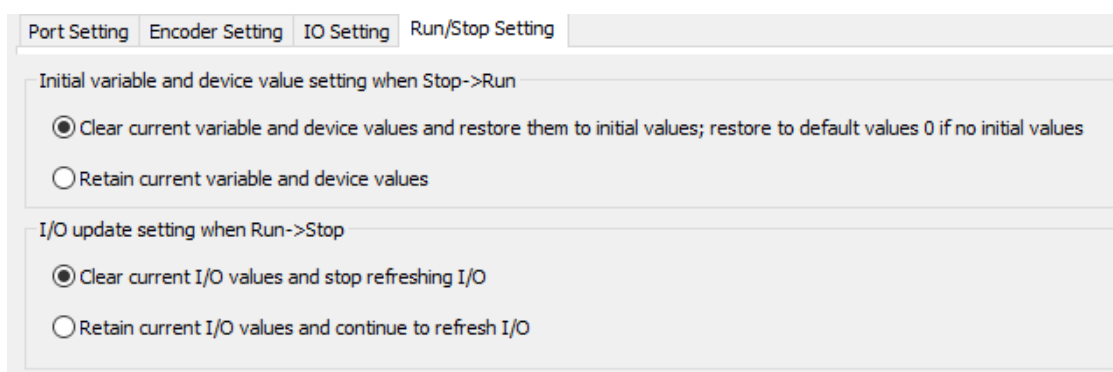 Port Setting Encoder Setting IO Setting Run/Stop Setting
Initial variable and device value setting when Stop->Run
Clear current variable and device values and restore them to initial values; restore to default values 0 if no initial values
Retain current variable and device values
I/O update setting when Run->Stop
Clear current I/O values and stop refreshing I/O
Retain current I/O values and continue to refresh I/O